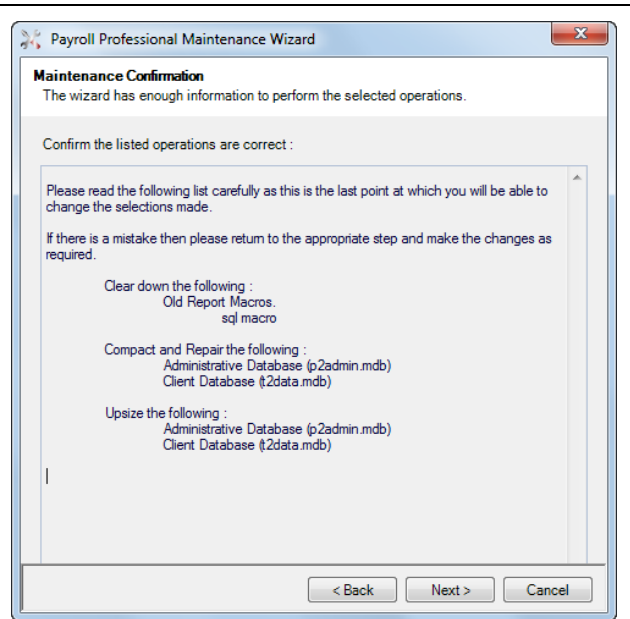 Payroll Professional Maintenance Wizard
Maintenance Confirmation
The wizard has enough information to perform the selected operations.
Confirm the listed operations are correct :
Please read the following list carefully as this is the last point at which you will be able to
change the selections made.
If there is a mistake then please return to the appropriate step and make the changes as
required.
Clear down the following :
Old Report Macros.
sql macro
Compact and Repair the following :
Administrative Database (p2admin.mdb)
Client Database (t2data.mdb)
Upsize the following :
Administrative Database (p2admin.mdb)
Client Database (t2data.mdb)
< Back
Next >
Cancel